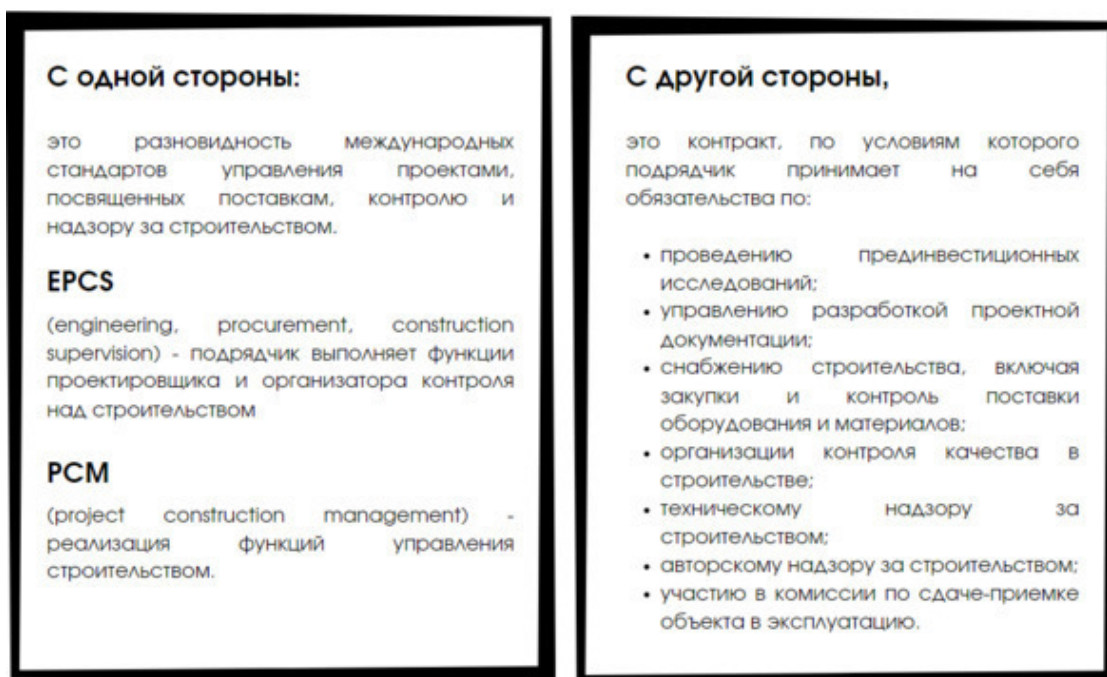 С одной стороны:
это разновидность международных
стандартов управления проектами,
посвященных поставкам, контролю и
надзору за строительством.
EPCS
(engineering, procurement, construction
supervision) - подрядчик выполняет функции
проектировщика и организатора контроля
над строительством
PCM
(project construction management) -
реализация функций управления
строительством.
С другой стороны,
это контракт, по условиям которого
подрядчик принимает на себя
обязательства по:
• проведению прединвестиционных
исследований;
• управлению разработкой проектной
документации;
• снабжению строительства, включая
закупки и контроль поставки
оборудования и материалов;
• организации контроля качества в
строительстве;
• техническому надзору за
строительством;
• авторскому надзору за строительством;
• участию в комиссии по сдаче-приемке
объекта в эксплуатацию.